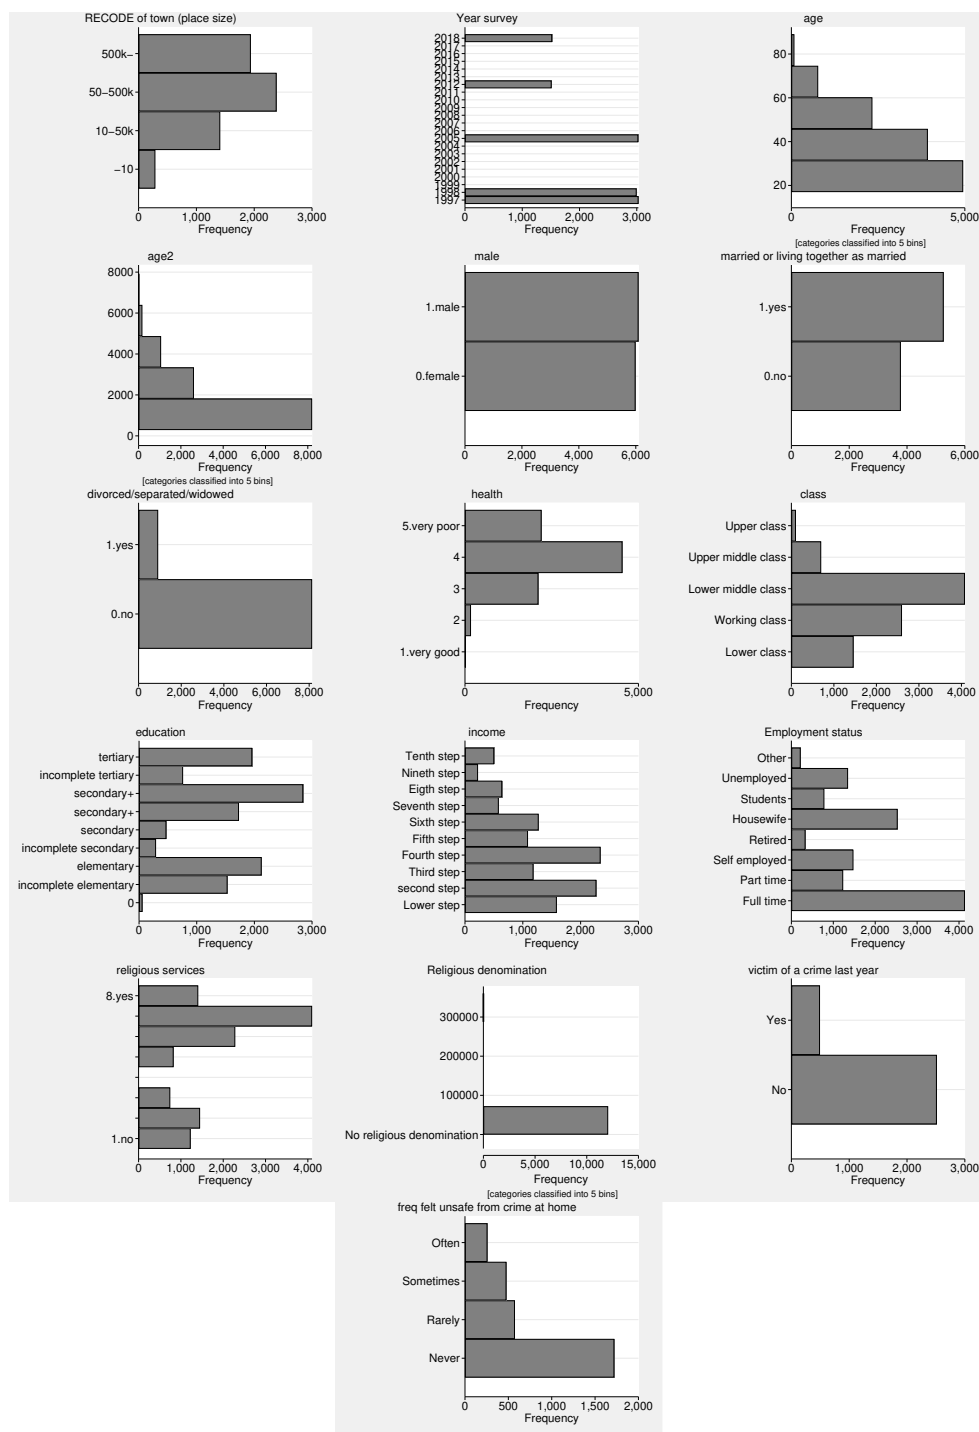 RECODE of town (place size)
500k−
50−500k
10−50k
−10
0 1,000 2,000 3,000
Frequency
Year survey
2018
2017
2016
2015
2014
2013
2012
2011
2010
2009
2008
2007
2006
2005
2004
2003
2002
2001
2000
1999
1998
1997
0 1,000 2,000 3,000
Frequency
age
80
60
40
20
0 5,000
Frequency
[categories classified into 5 bins]
age2
8000
6000
4000
2000
0
0 2,000 4,000 6,000 8,000
Frequency
[categories classified into 5 bins]
male
1.male
0.female
0 2,000 4,000 6,000
Frequency
married or living together as married
1.yes
0.no
0 2,000 4,000 6,000
Frequency
divorced/separated/widowed
1.yes
0.no
0 2,000 4,000 6,000 8,000
Frequency
health
5.very poor
4
3
2
1.very good
0 5,000
Frequency
class
Upper class
Upper middle class
Lower middle class
Working class
Lower class
0 1,000 2,000 3,000 4,000
Frequency
education
tertiary
incomplete tertiary
secondary+
secondary+
secondary
incomplete secondary
elementary
incomplete elementary
0
0 1,000 2,000 3,000
Frequency
income
Tenth step
Nineth step
Eigth step
Seventh step
Sixth step
Fifth step
Fourth step
Third step
second step
Lower step
0 1,000 2,000 3,000
Frequency
Employment status
Other
Unemployed
Students
Housewife
Retired
Self employed
Part time
Full time
0 1,000 2,000 3,000 4,000
Frequency
religious services
8.yes
1.no
0 1,000 2,000 3,000 4,000
Frequency
Religious denomination
300000
200000
100000
No religious denomination
0 5,000 10,000 15,000
Frequency
[categories classified into 5 bins]
victim of a crime last year
Yes
No
0 1,000 2,000 3,000
Frequency
freq felt unsafe from crime at home
Often
Sometimes
Rarely
Never
0 500 1,000 1,500 2,000
Frequency